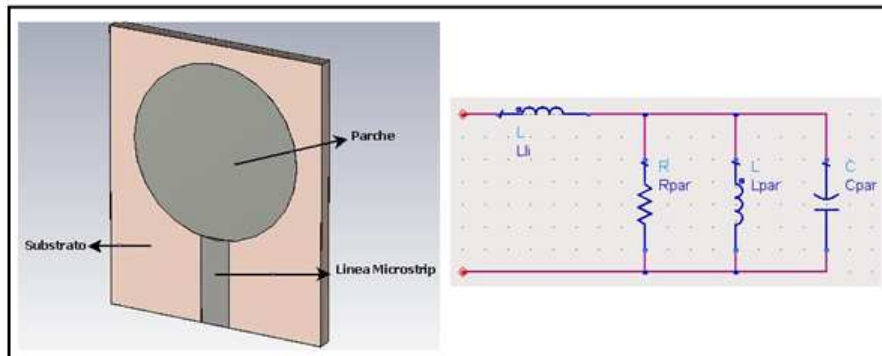 Parche
Substrato
Linea Microstrip
L
Lli
R
Rpar
L
Lpar
C
Cpar